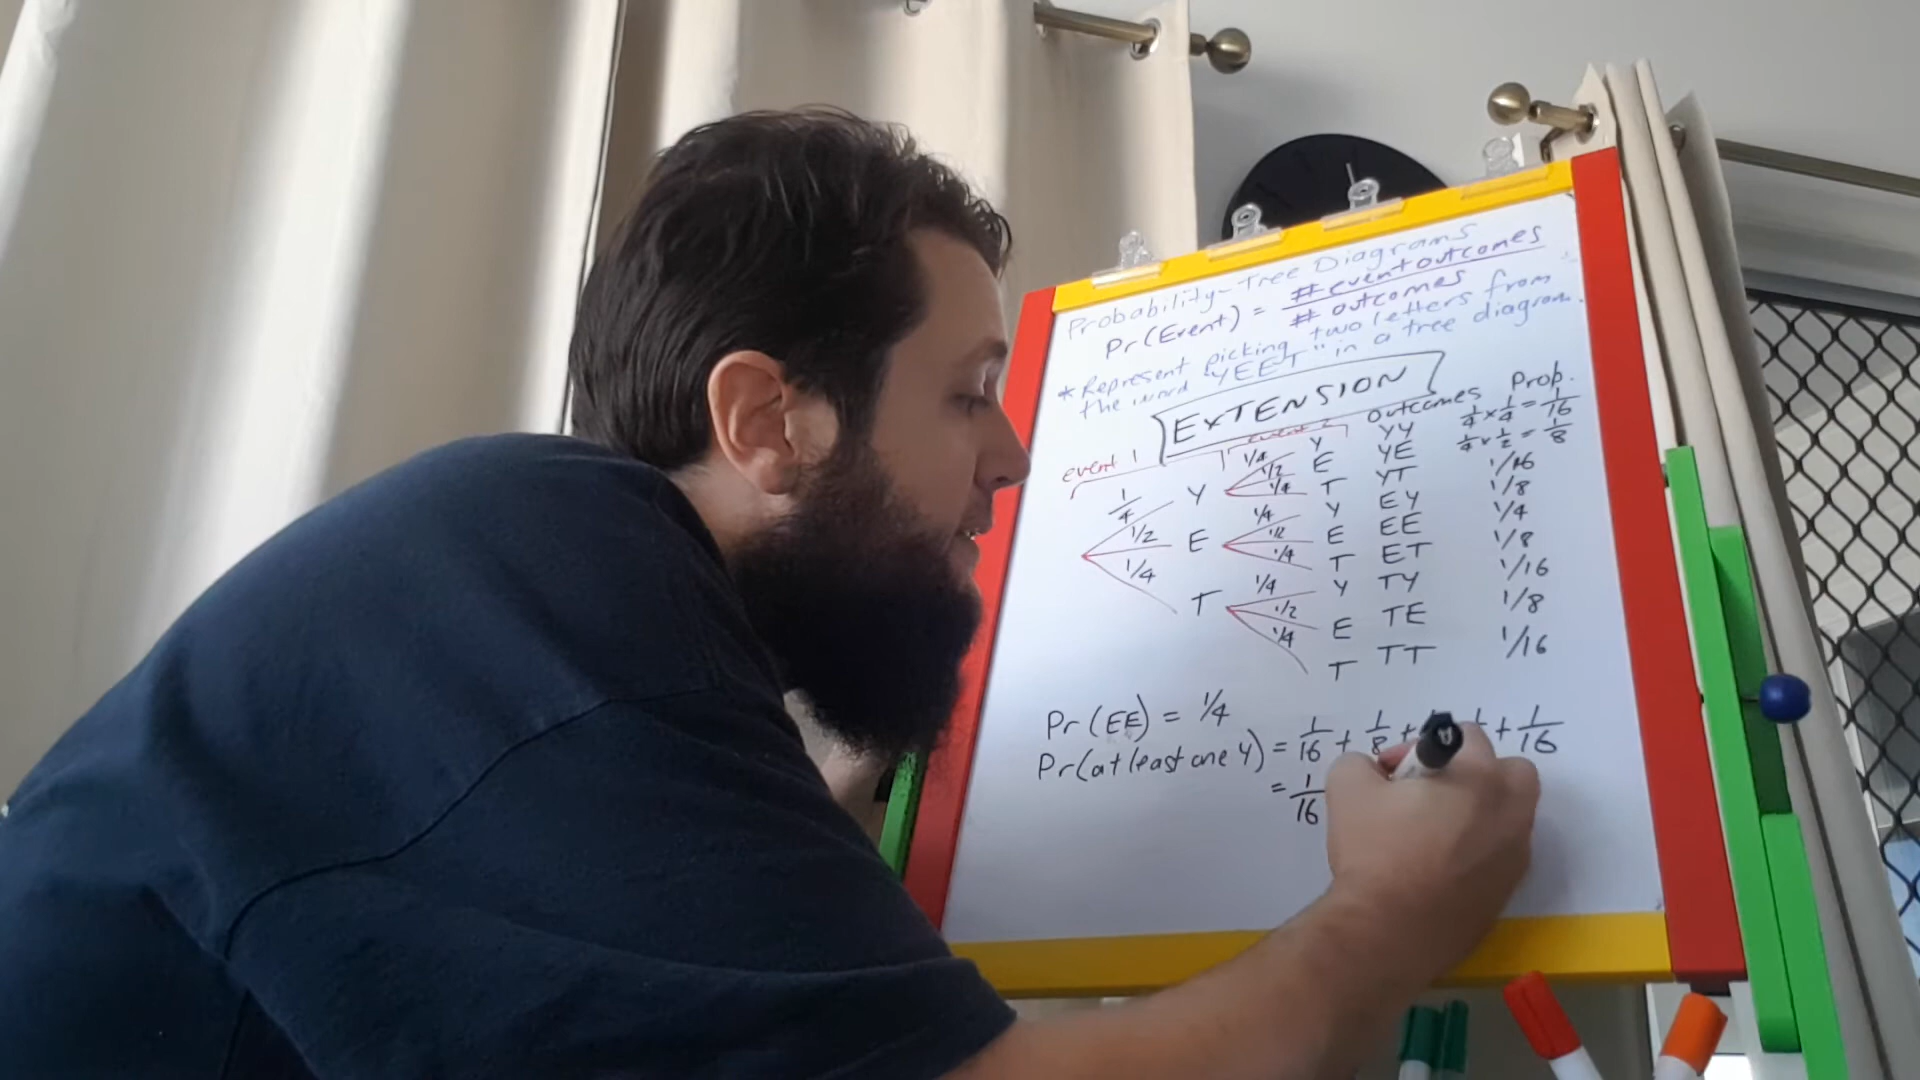 Probability-Tree Diagrams
Pr(Event) = #event outcomes
# outcomes
* Represent picking two letters from
the word "YEET" in a tree diagram.
EXTENSION
event 1
event 2
outcomes
Prob.
1/4 Y 1/4 Y YY 1/4 × 1/4 = 1/16
1/2 E YE 1/4 × 1/2 = 1/8
1/4 T YT 1/16
1/2 E 1/4 Y EY 1/8
1/2 E EE 1/4
1/4 T ET 1/8
1/4 T 1/4 Y TY 1/16
1/2 E TE 1/8
1/4 T TT 1/16
Pr(EE) = 1/4
Pr(at least one Y) = 1/16 + 1/8 + + 1/16
= 1/16